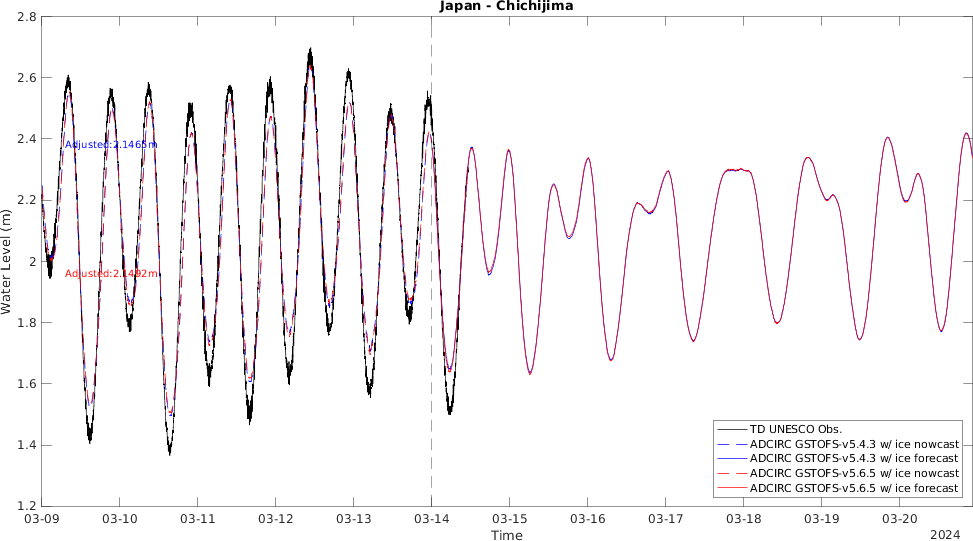 Japan - Chichijima
2.8
2.6
2.4
2.2
2
1.8
1.6
1.4
1.2
Water Level (m)
Adjusted:2.1465m
Adjusted:2.1492m
TD UNESCO Obs.
ADCIRC GSTOFS-v5.4.3 w/ ice nowcast
ADCIRC GSTOFS-v5.4.3 w/ ice forecast
ADCIRC GSTOFS-v5.6.5 w/ ice nowcast
ADCIRC GSTOFS-v5.6.5 w/ ice forecast
03-09 03-10 03-11 03-12 03-13 03-14 03-15 03-16 03-17 03-18 03-19 03-20
Time
2024